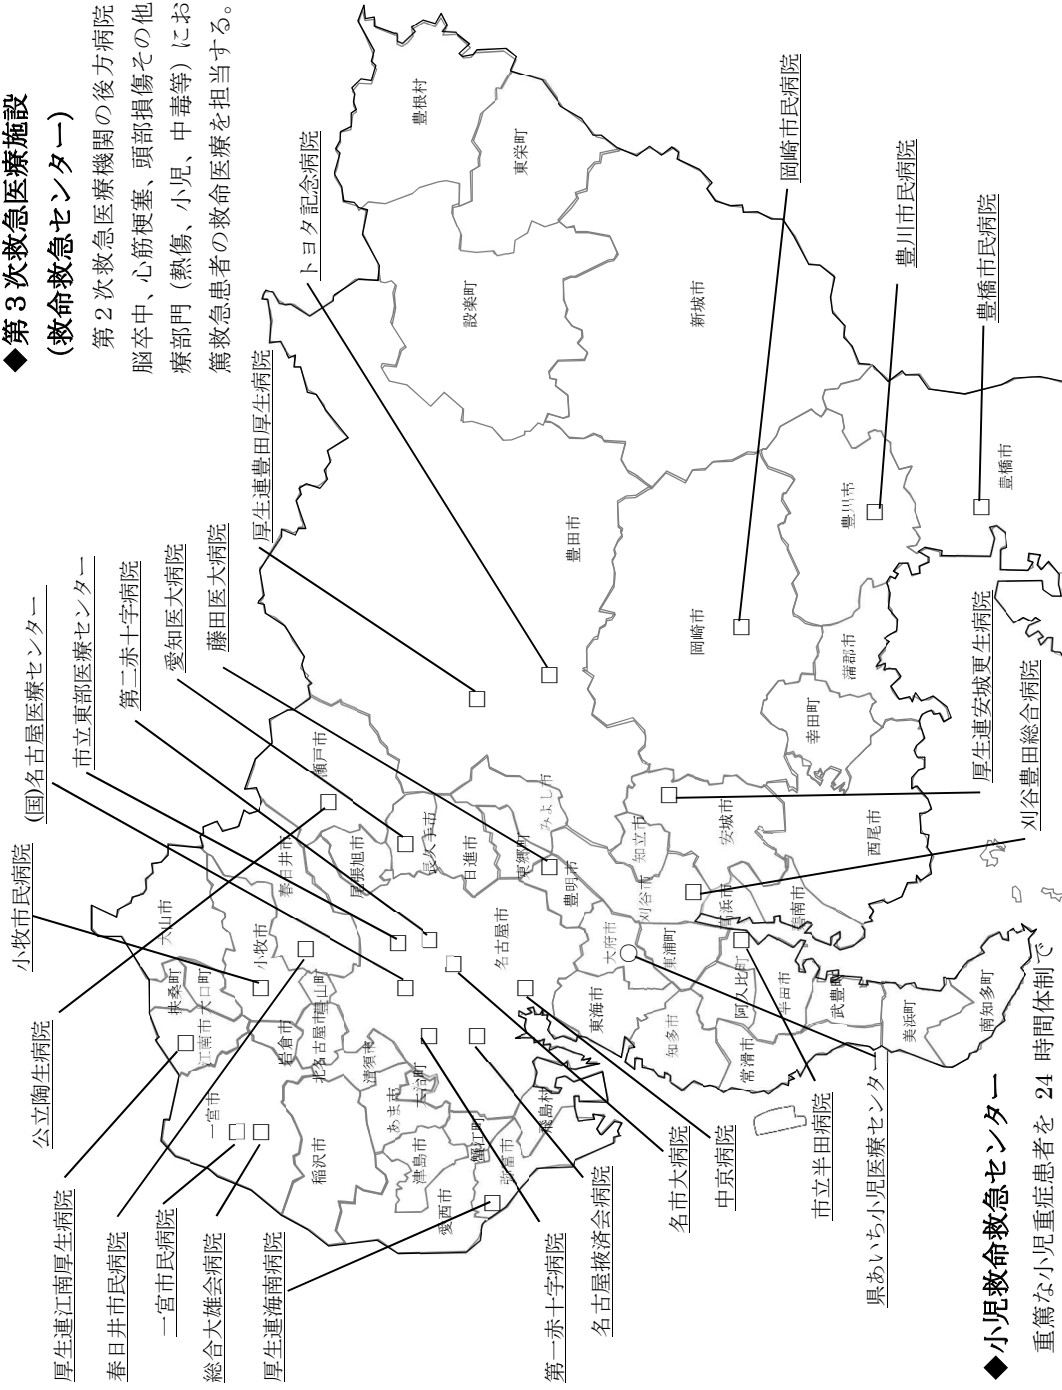 ◆第３次救急医療施設
(救命救急センター)
第２次救急医療機関の後方病院
脳卒中、心筋梗塞、頭部損傷その他
療部門（熱傷、小児、中毒等）にお
篤救急患者の救命医療を担当する。
(国)名古屋医療センター
市立東部医療センター
第二赤十字病院
愛知医大病院
藤田医大病院
厚生連豊田厚生病院
トヨタ記念病院
岡崎市民病院
豊川市民病院
豊橋市民病院
小牧市民病院
公立陶生病院
厚生連江南厚生病院
春日井市民病院
一宮市民病院
総合大雄会病院
厚生連海南病院
第一赤十字病院
名古屋掖済会病院
名市大病院
中京病院
市立半田病院
県あいち小児医療センター
厚生連安城更生病院
刈谷豊田総合病院
豊根村
東栄町
設楽町
新城市
豊田市
岡崎市
豊川市
豊橋市
蒲郡市
幸田町
瀬戸市
春日井市
尾張旭市
長久手市
日進市
みよし市
東郷町
豊明市
知立市
安城市
刈谷市
西尾市
高浜市
碧南市
犬山市
小牧市
扶桑町
大口町
江南市
岩倉市
豊山町
北名古屋市
清須市
一宮市
稲沢市
あま市
大治町
津島市
愛西市
蟹江町
弥富市
飛島村
名古屋市
大府市
東浦町
東海市
知多市
阿久比町
半田市
常滑市
武豊町
美浜町
南知多町
◆小児救命救急センター
重篤な小児重症患者を 24 時間体制で